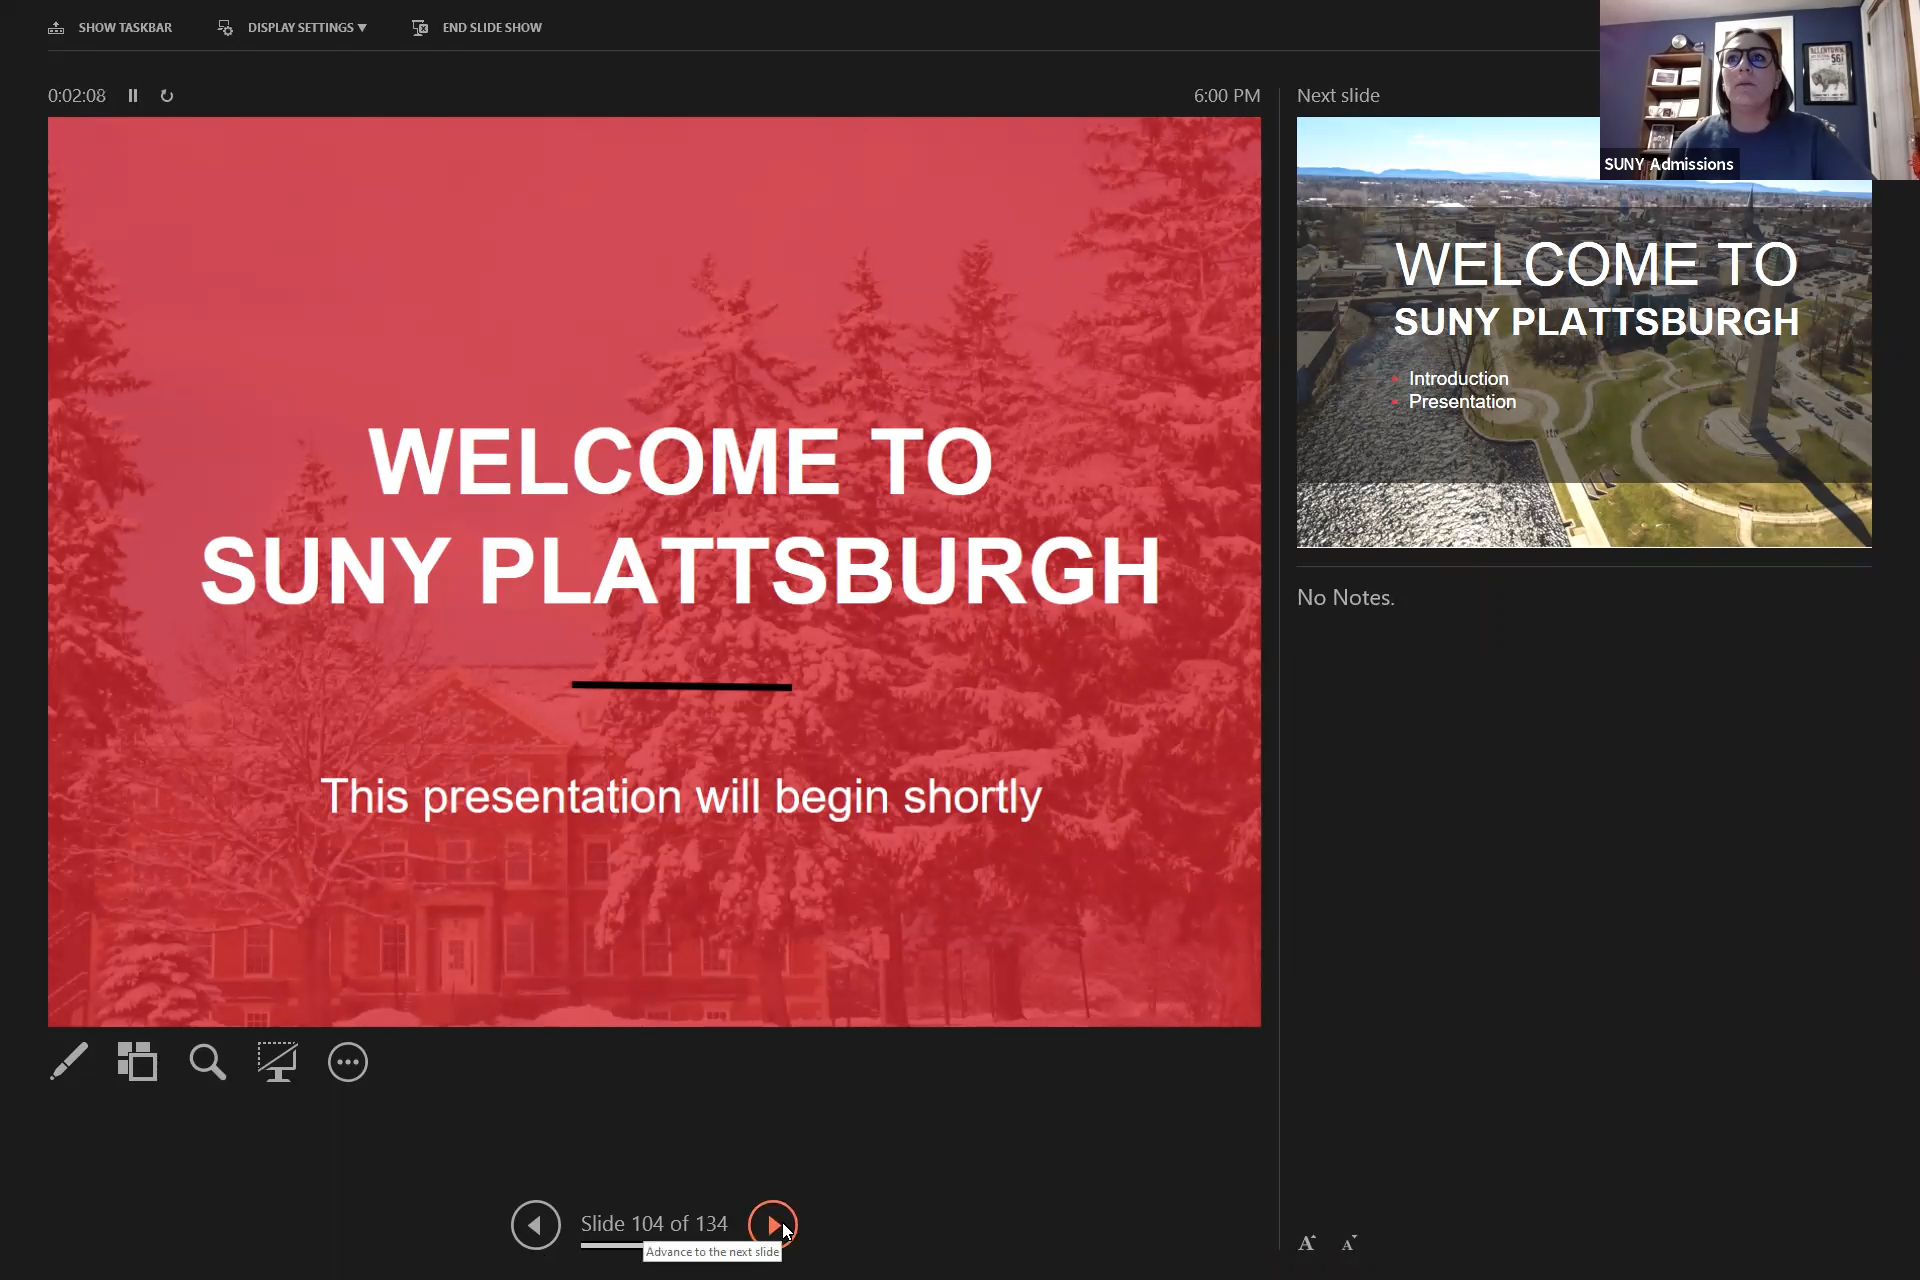 SHOW TASKBAR
DISPLAY SETTINGS ▼
END SLIDE SHOW
0:02:08
6:00 PM
Next slide
ALLENTOWN
SUNY Admissions
WELCOME TO
SUNY PLATTSBURGH
This presentation will begin shortly
WELCOME TO
SUNY PLATTSBURGH
• Introduction
• Presentation
No Notes.
Slide 104 of 134
Advance to the next slide
A A